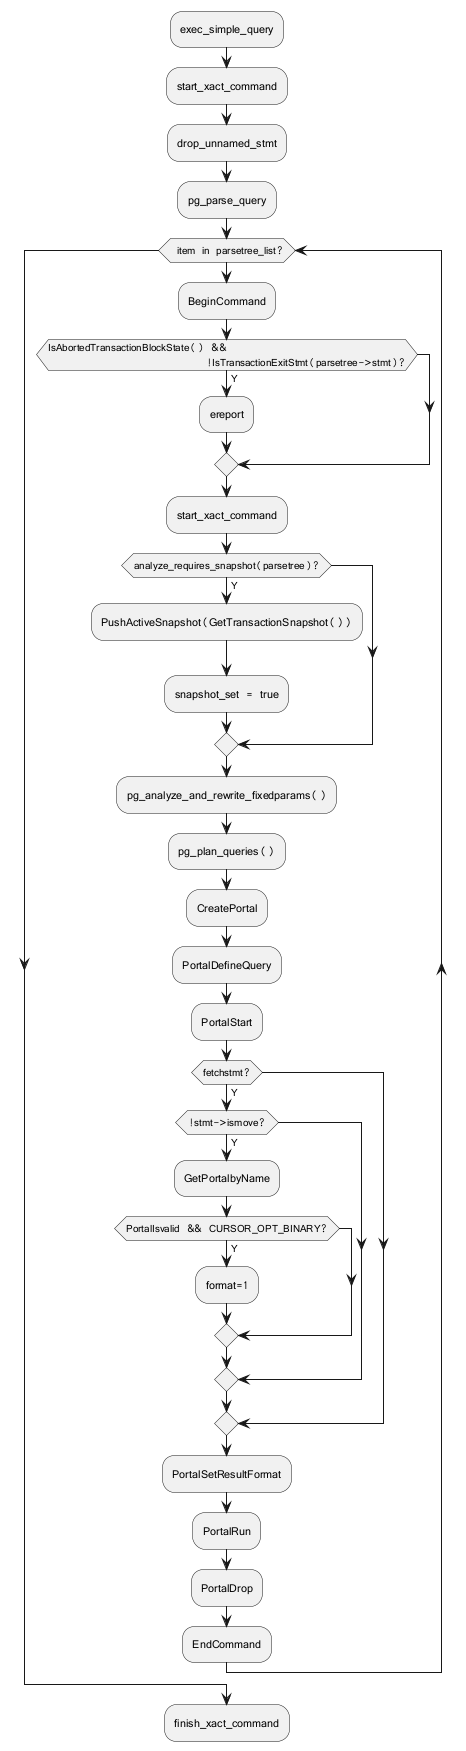 exec_simple_query
start_xact_command
drop_unnamed_stmt
pg_parse_query
item in parsetree_list?
BeginCommand
IsAbortedTransactionBlockState() &&
!IsTransactionExitStmt(parsetree->stmt)?
Y
ereport
start_xact_command
analyze_requires_snapshot(parsetree)?
Y
PushActiveSnapshot(GetTransactionSnapshot())
snapshot_set = true
pg_analyze_and_rewrite_fixedparams()
pg_plan_queries()
CreatePortal
PortalDefineQuery
PortalStart
fetchstmt?
Y
!stmt->ismove?
Y
GetPortalbyName
PortalIsvalid && CURSOR_OPT_BINARY?
Y
format=1
PortalSetResultFormat
PortalRun
PortalDrop
EndCommand
finish_xact_command